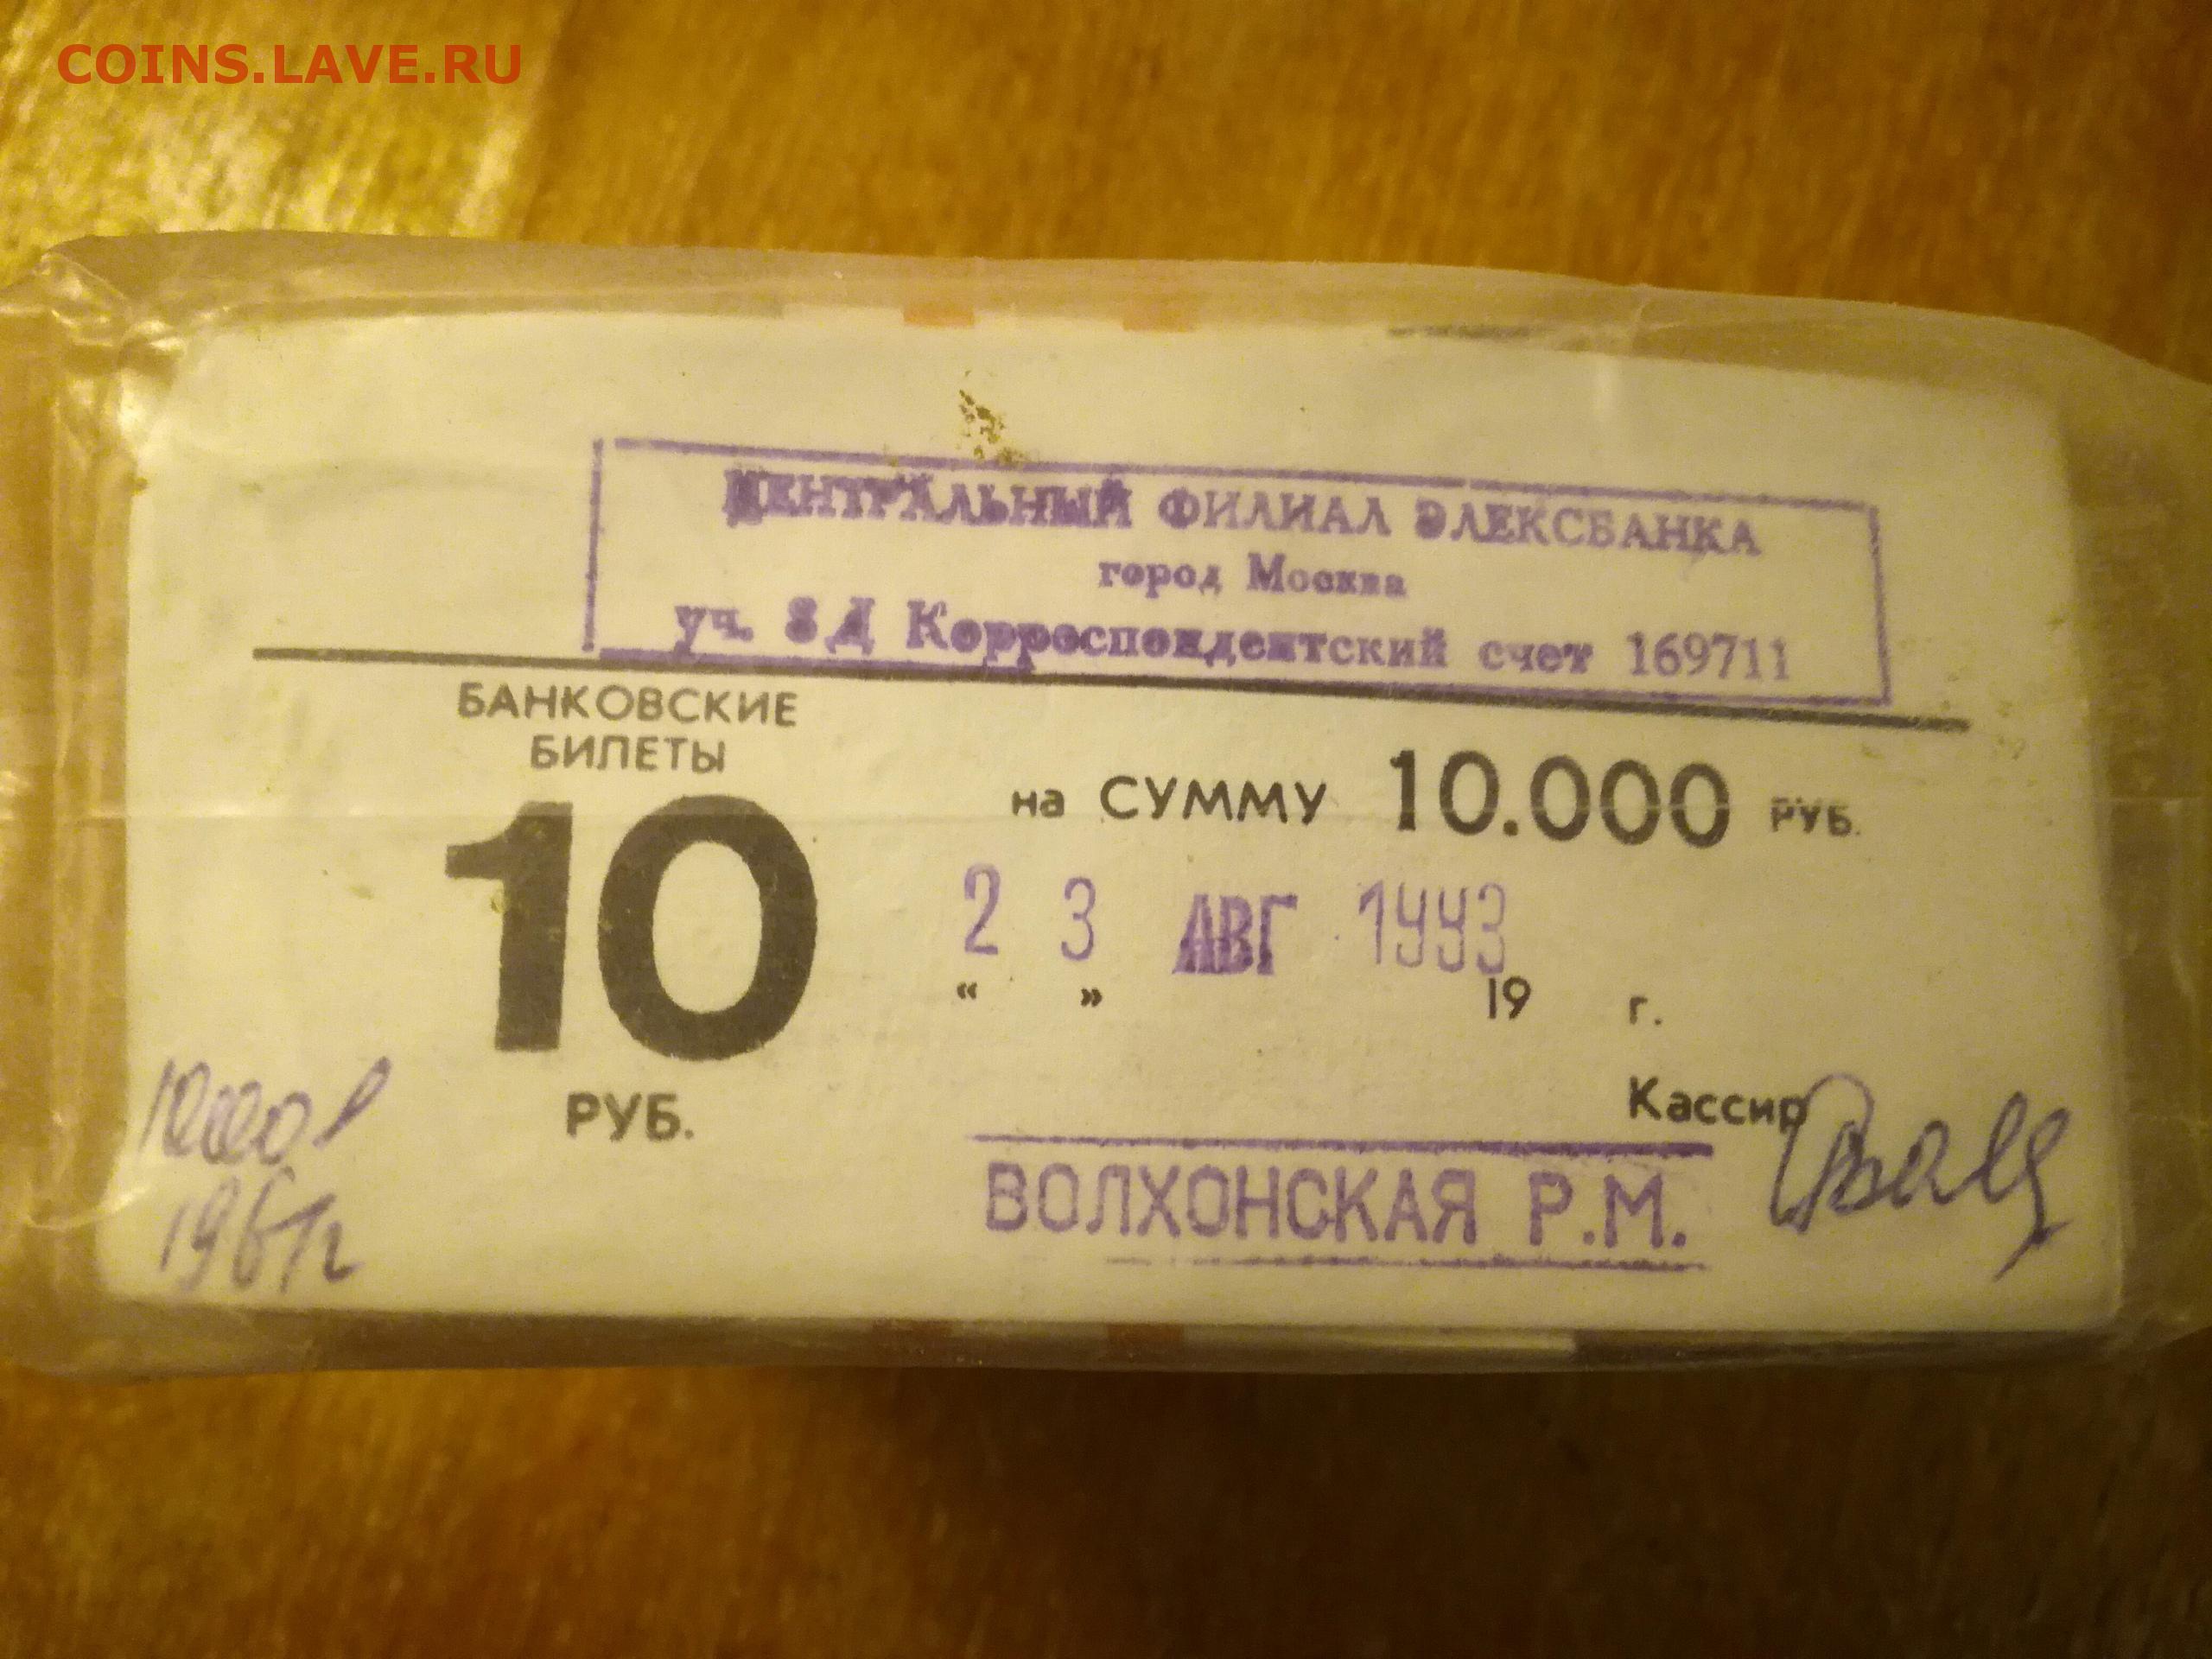 COINS.LAVE.RU
ЦЕНТРАЛЬНЫЙ ФИЛИАЛ ЭЛЕКСБАНКА
город Москва
уч. 8Д Корреспондентский счет 169711
БАНКОВСКИЕ
БИЛЕТЫ
на СУММУ 10.000 РУБ.
10
2 3 АВГ 1993
« » 19 г.
РУБ.
Кассир
ВОЛХОНСКАЯ Р.М.
1961г